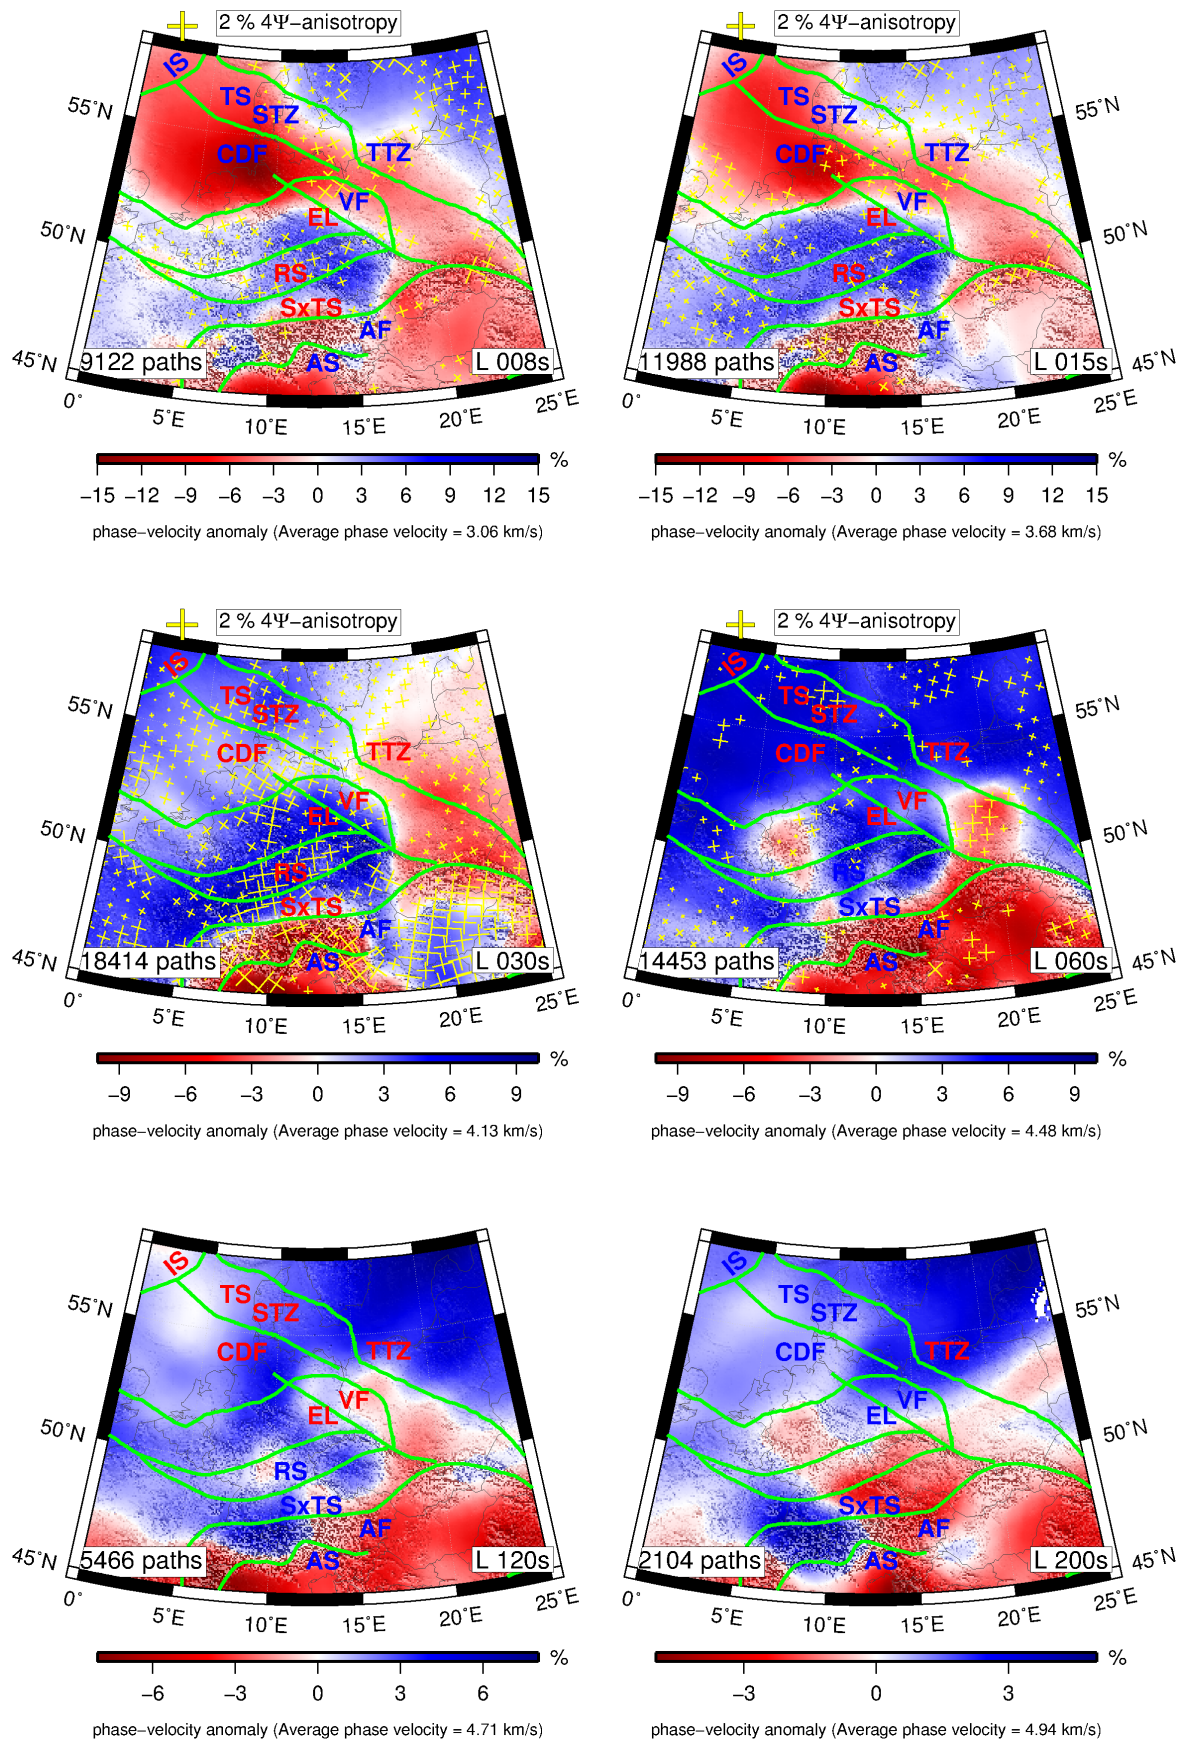 2 % 4Ψ−anisotropy
IS
TS
STZ
CDF
TTZ
VF
EL
RS
SxTS
AF
AS
55˚N
50˚N
45˚N
9122 paths
L 008s
0˚
5˚E
10˚E
15˚E
20˚E
25˚E
%
−15 −12 −9 −6 −3 0 3 6 9 12 15
phase−velocity anomaly (Average phase velocity = 3.06 km/s)
2 % 4Ψ−anisotropy
IS
TS
STZ
CDF
TTZ
VF
EL
RS
SxTS
AF
AS
55˚N
50˚N
45˚N
11988 paths
L 015s
0˚
5˚E
10˚E
15˚E
20˚E
25˚E
%
−15 −12 −9 −6 −3 0 3 6 9 12 15
phase−velocity anomaly (Average phase velocity = 3.68 km/s)
2 % 4Ψ−anisotropy
IS
TS
STZ
CDF
TTZ
VF
EL
RS
SxTS
AF
AS
55˚N
50˚N
45˚N
18414 paths
L 030s
0˚
5˚E
10˚E
15˚E
20˚E
25˚E
%
−9 −6 −3 0 3 6 9
phase−velocity anomaly (Average phase velocity = 4.13 km/s)
2 % 4Ψ−anisotropy
IS
TS
STZ
CDF
TTZ
VF
EL
RS
SxTS
AF
AS
55˚N
50˚N
45˚N
14453 paths
L 060s
0˚
5˚E
10˚E
15˚E
20˚E
25˚E
%
−9 −6 −3 0 3 6 9
phase−velocity anomaly (Average phase velocity = 4.48 km/s)
IS
TS
STZ
CDF
TTZ
VF
EL
RS
SxTS
AF
AS
55˚N
50˚N
45˚N
5466 paths
L 120s
0˚
5˚E
10˚E
15˚E
20˚E
25˚E
%
−6 −3 0 3 6
phase−velocity anomaly (Average phase velocity = 4.71 km/s)
IS
TS
STZ
CDF
TTZ
VF
EL
SxTS
AF
AS
55˚N
50˚N
45˚N
2104 paths
L 200s
0˚
5˚E
10˚E
15˚E
20˚E
25˚E
%
−3 0 3
phase−velocity anomaly (Average phase velocity = 4.94 km/s)